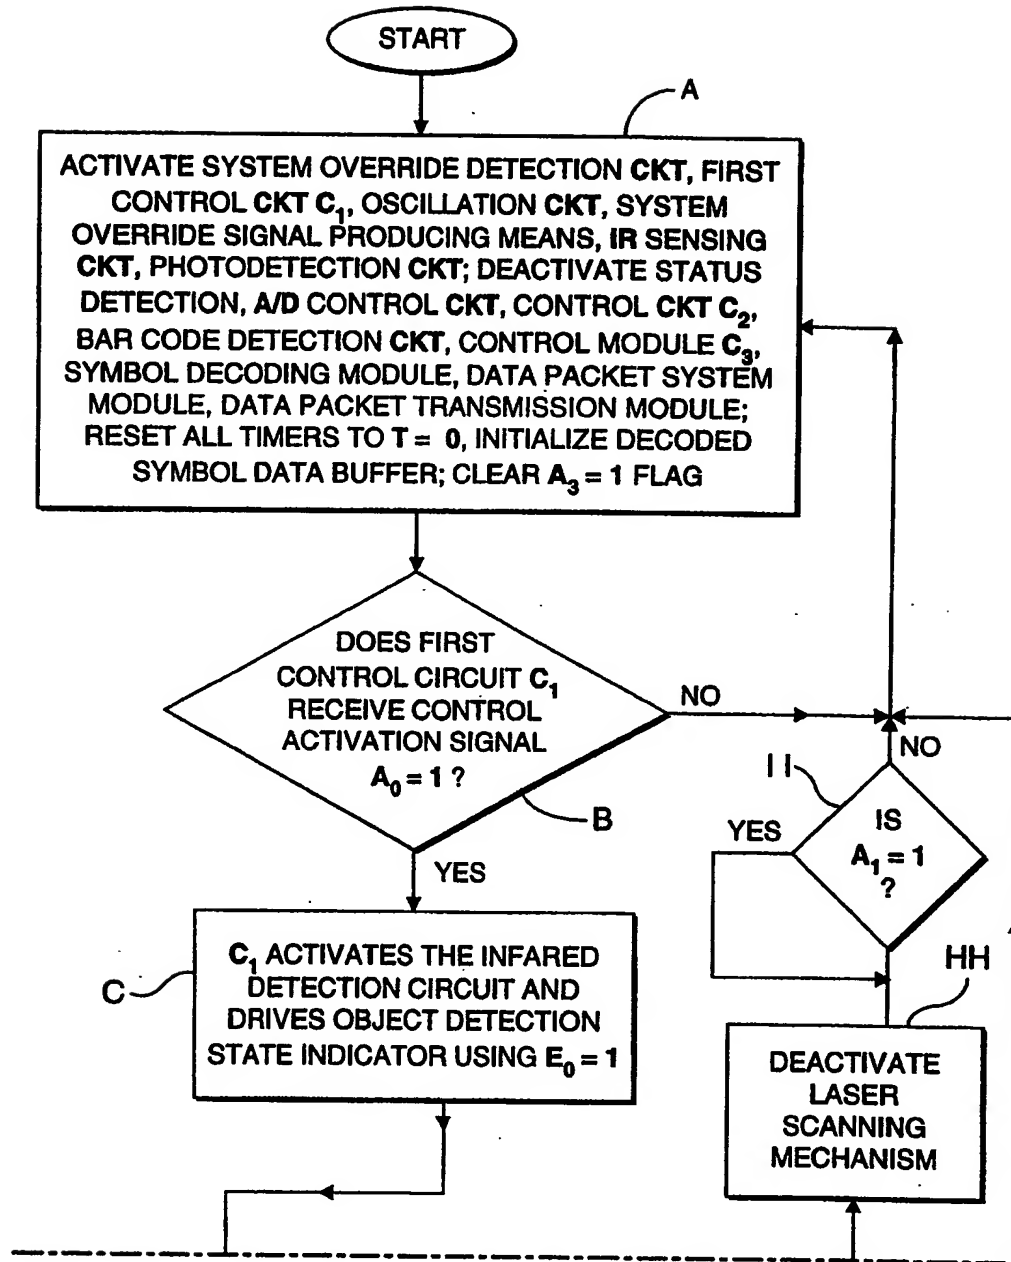 START
A
ACTIVATE SYSTEM OVERRIDE DETECTION CKT, FIRST
CONTROL CKT C₁, OSCILLATION CKT, SYSTEM
OVERRIDE SIGNAL PRODUCING MEANS, IR SENSING
CKT, PHOTODETECTION CKT; DEACTIVATE STATUS
DETECTION, A/D CONTROL CKT, CONTROL CKT C₂,
BAR CODE DETECTION CKT, CONTROL MODULE C₃,
SYMBOL DECODING MODULE, DATA PACKET SYSTEM
MODULE, DATA PACKET TRANSMISSION MODULE;
RESET ALL TIMERS TO T = 0, INITIALIZE DECODED
SYMBOL DATA BUFFER; CLEAR A₃ = 1 FLAG
DOES FIRST
CONTROL CIRCUIT C₁
RECEIVE CONTROL
ACTIVATION SIGNAL
A₀ = 1 ?
NO
B
YES
C
C₁ ACTIVATES THE INFARED
DETECTION CIRCUIT AND
DRIVES OBJECT DETECTION
STATE INDICATOR USING E₀ = 1
NO
II
YES
IS
A₁ = 1
?
HH
DEACTIVATE
LASER
SCANNING
MECHANISM